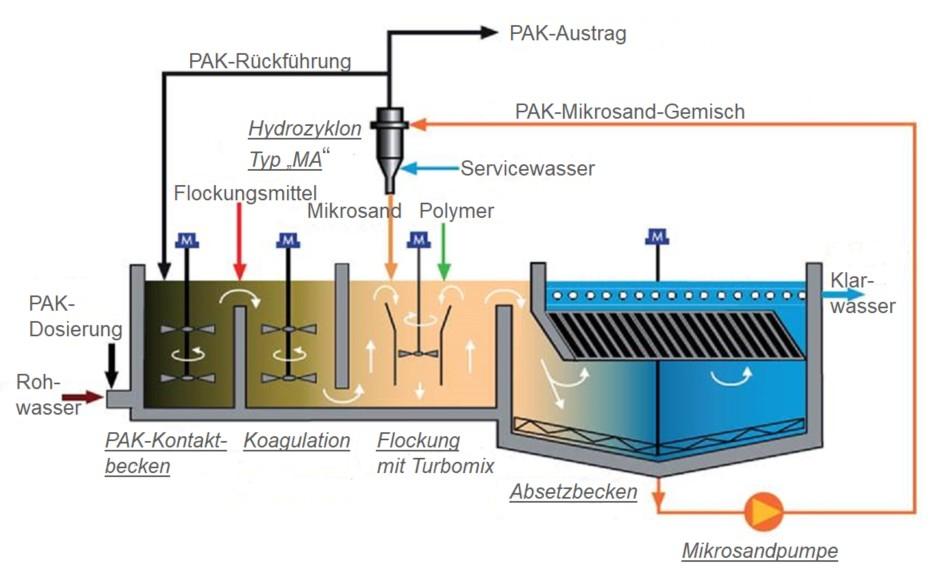 PAK-Austrag
PAK-Rückführung
PAK-Mikrosand-Gemisch
Hydrozyklon
Typ „MA“
Servicewasser
Flockungsmittel
Mikrosand
Polymer
M
M
M
M
PAK-
Dosierung
Klar-
wasser
Roh-
wasser
PAK-Kontakt-
becken
Koagulation
Flockung
mit Turbomix
Absetzbecken
Mikrosandpumpe